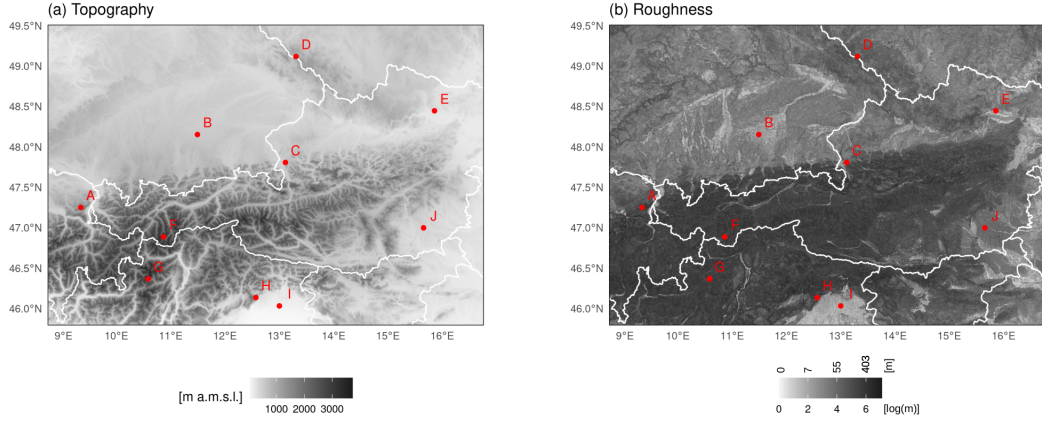 (a) Topography
49.5°N
49.0°N
48.5°N
48.0°N
47.5°N
47.0°N
46.5°N
46.0°N
D
E
B
C
A
F
J
G
H
I
9°E 10°E 11°E 12°E 13°E 14°E 15°E 16°E
[m a.m.s.l.]
1000 2000 3000
(b) Roughness
49.5°N
49.0°N
48.5°N
48.0°N
47.5°N
47.0°N
46.5°N
46.0°N
D
E
B
C
A
F
J
G
H
I
9°E 10°E 11°E 12°E 13°E 14°E 15°E 16°E
0 7 55 403 [m]
0 2 4 6 [log(m)]